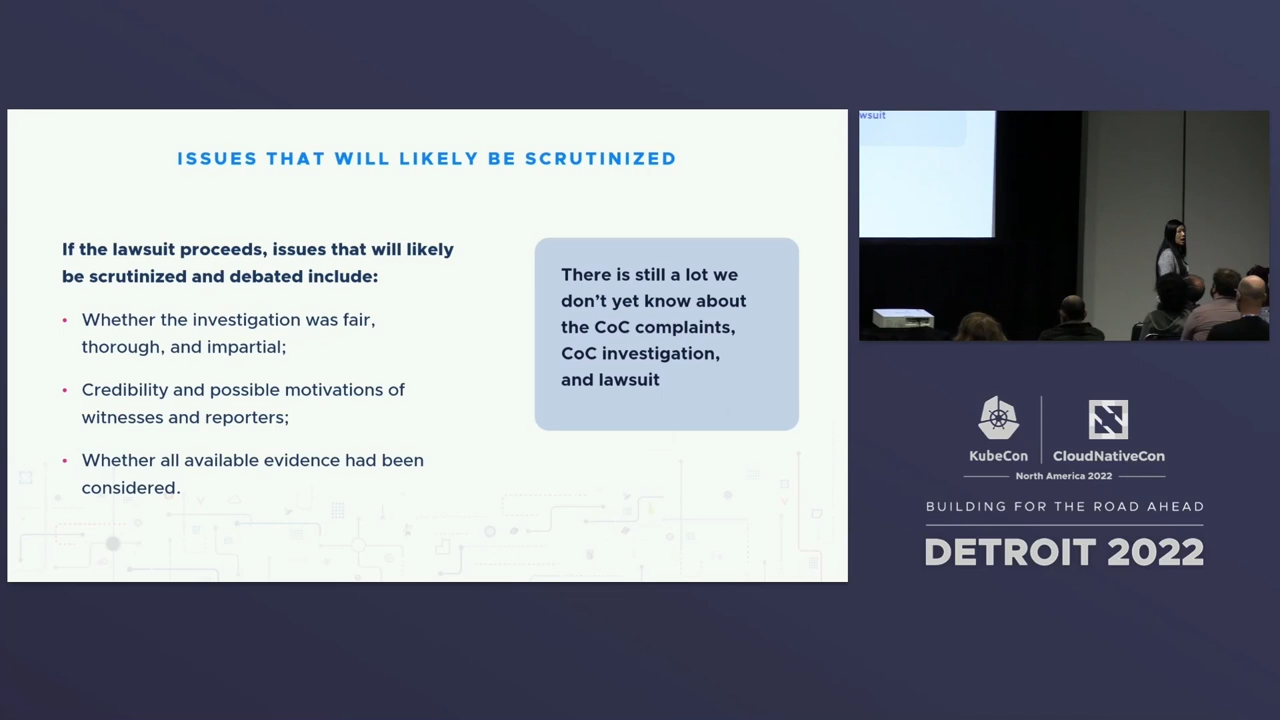 ISSUES THAT WILL LIKELY BE SCRUTINIZED
If the lawsuit proceeds, issues that will likely
be scrutinized and debated include:
• Whether the investigation was fair,
thorough, and impartial;
• Credibility and possible motivations of
witnesses and reporters;
• Whether all available evidence had been
considered.
There is still a lot we
don’t yet know about
the CoC complaints,
CoC investigation,
and lawsuit
wsuit
KubeCon
CloudNativeCon
North America 2022
BUILDING FOR THE ROAD AHEAD
DETROIT 2022